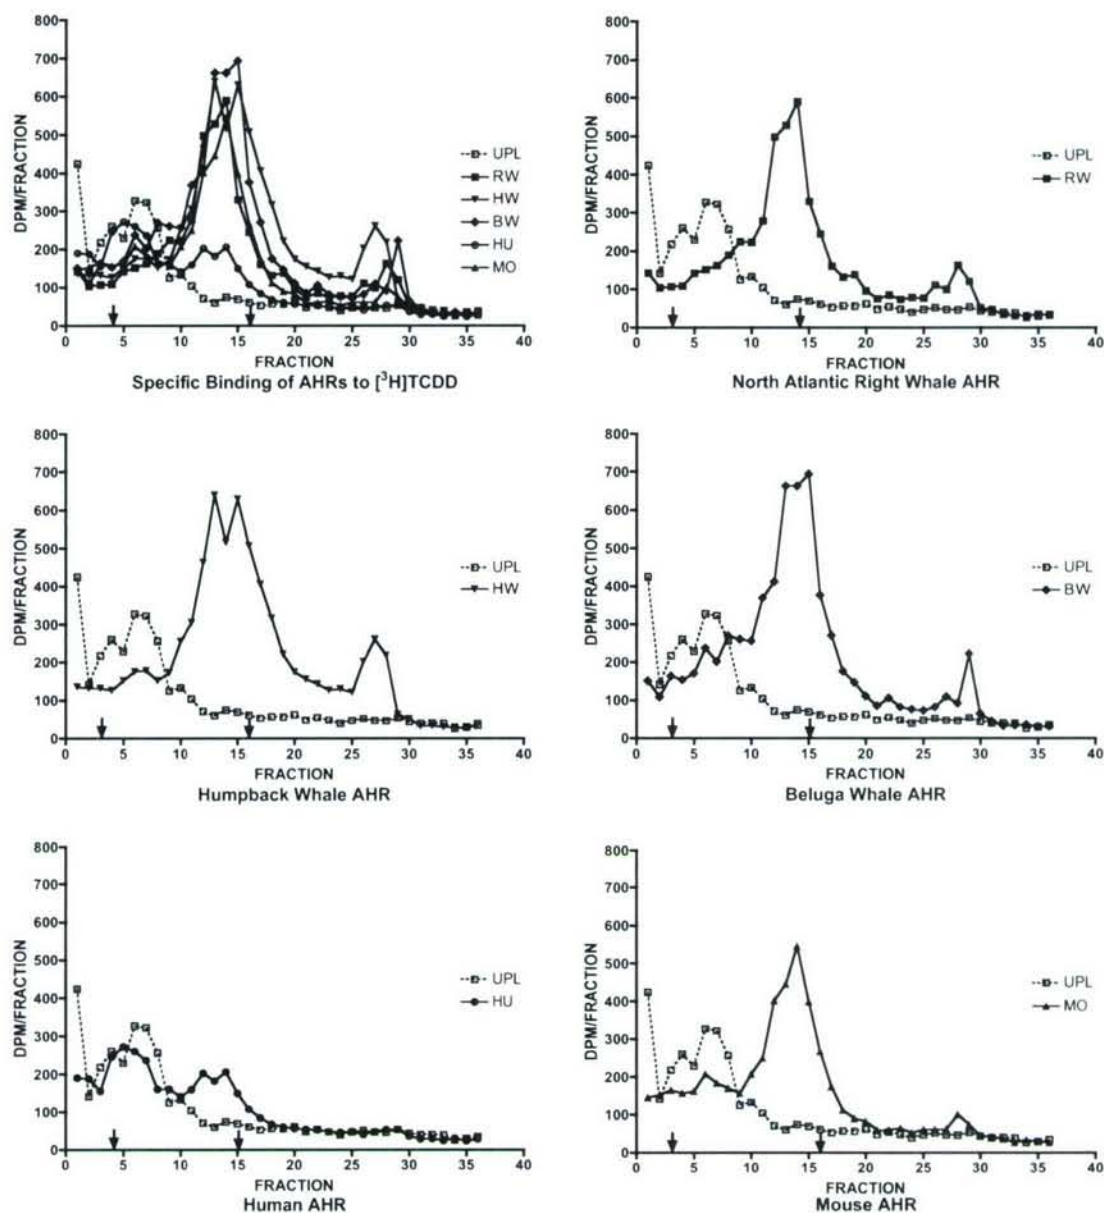 800
700
600
500
400
300
200
100
0
DPM/FRACTION
UPL
RW
HW
BW
HU
MO
0 5 10 15 20 25 30 35 40
FRACTION
Specific Binding of AHRs to [³H]TCDD
800
700
600
500
400
300
200
100
0
DPM/FRACTION
UPL
RW
0 5 10 15 20 25 30 35 40
FRACTION
North Atlantic Right Whale AHR
800
700
600
500
400
300
200
100
0
DPM/FRACTION
UPL
HW
0 5 10 15 20 25 30 35 40
FRACTION
Humpback Whale AHR
800
700
600
500
400
300
200
100
0
DPM/FRACTION
UPL
BW
0 5 10 15 20 25 30 35 40
FRACTION
Beluga Whale AHR
800
700
600
500
400
300
200
100
0
DPM/FRACTION
UPL
HU
0 5 10 15 20 25 30 35 40
FRACTION
Human AHR
800
700
600
500
400
300
200
100
0
DPM/FRACTION
UPL
MO
0 5 10 15 20 25 30 35 40
FRACTION
Mouse AHR